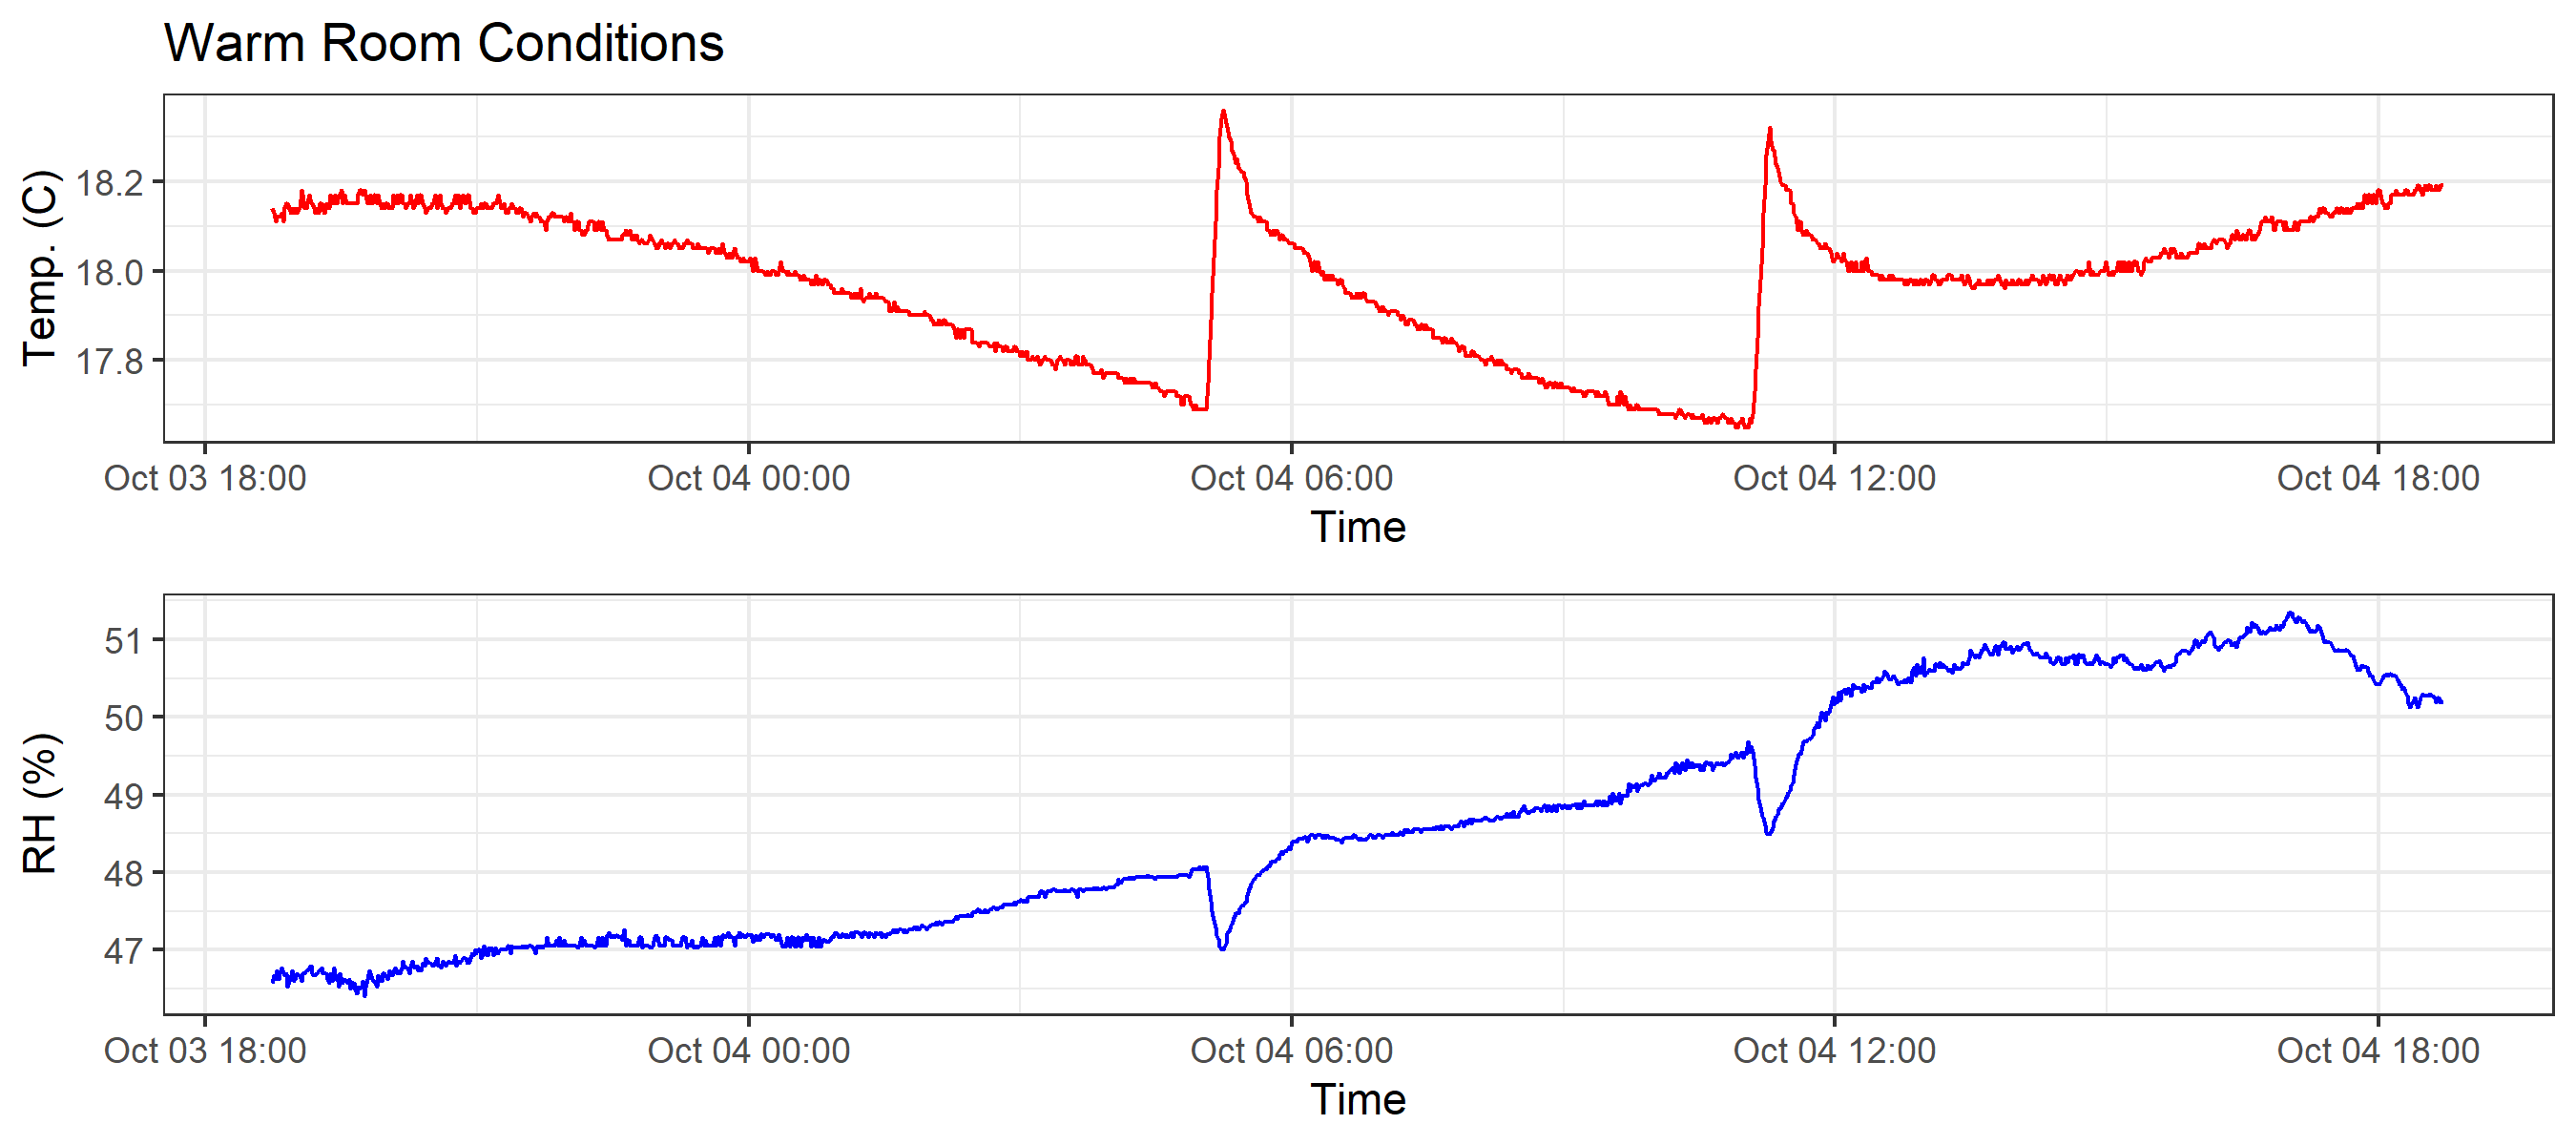 Warm Room Conditions
Temp. (C)
18.2
18.0
17.8
Oct 03 18:00 Oct 04 00:00 Oct 04 06:00 Oct 04 12:00 Oct 04 18:00
Time
RH (%)
51
50
49
48
47
Oct 03 18:00 Oct 04 00:00 Oct 04 06:00 Oct 04 12:00 Oct 04 18:00
Time